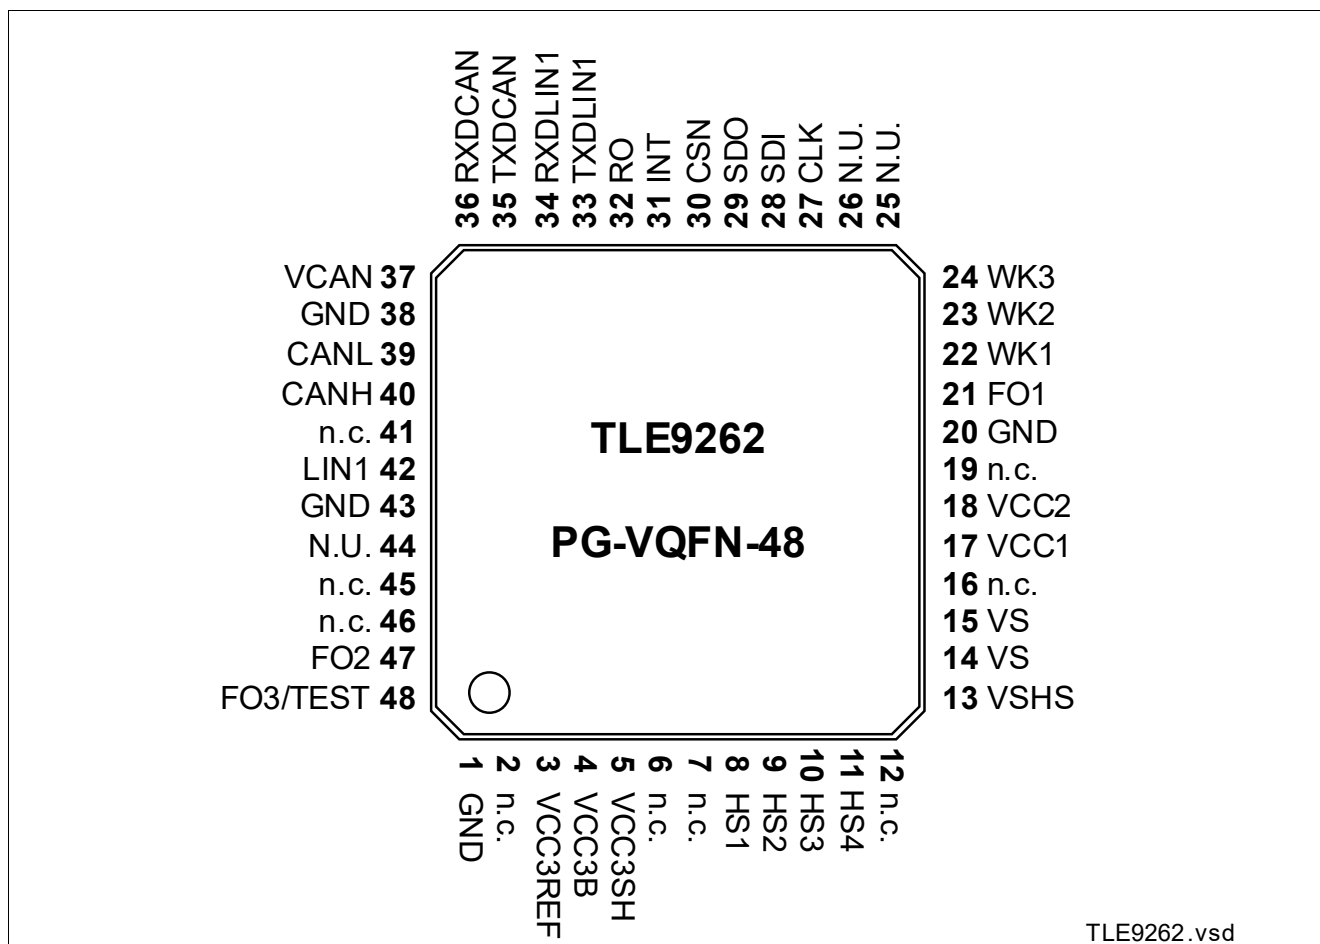 36 RXDCAN
35 TXDCAN
34 RXDLIN1
33 TXDLIN1
32 RO
31 INT
30 CSN
29 SDO
28 SDI
27 CLK
26 N.U.
25 N.U.
VCAN 37
GND 38
CANL 39
CANH 40
n.c. 41
LIN1 42
GND 43
N.U. 44
n.c. 45
n.c. 46
FO2 47
FO3/TEST 48
TLE9262
PG-VQFN-48
24 WK3
23 WK2
22 WK1
21 FO1
20 GND
19 n.c.
18 VCC2
17 VCC1
16 n.c.
15 VS
14 VS
13 VSHS
1 GND
2 n.c.
3 VCC3REF
4 VCC3B
5 VCC3SH
6 n.c.
7 n.c.
8 HS1
9 HS2
10 HS3
11 HS4
12 n.c.
TLE9262.vsd